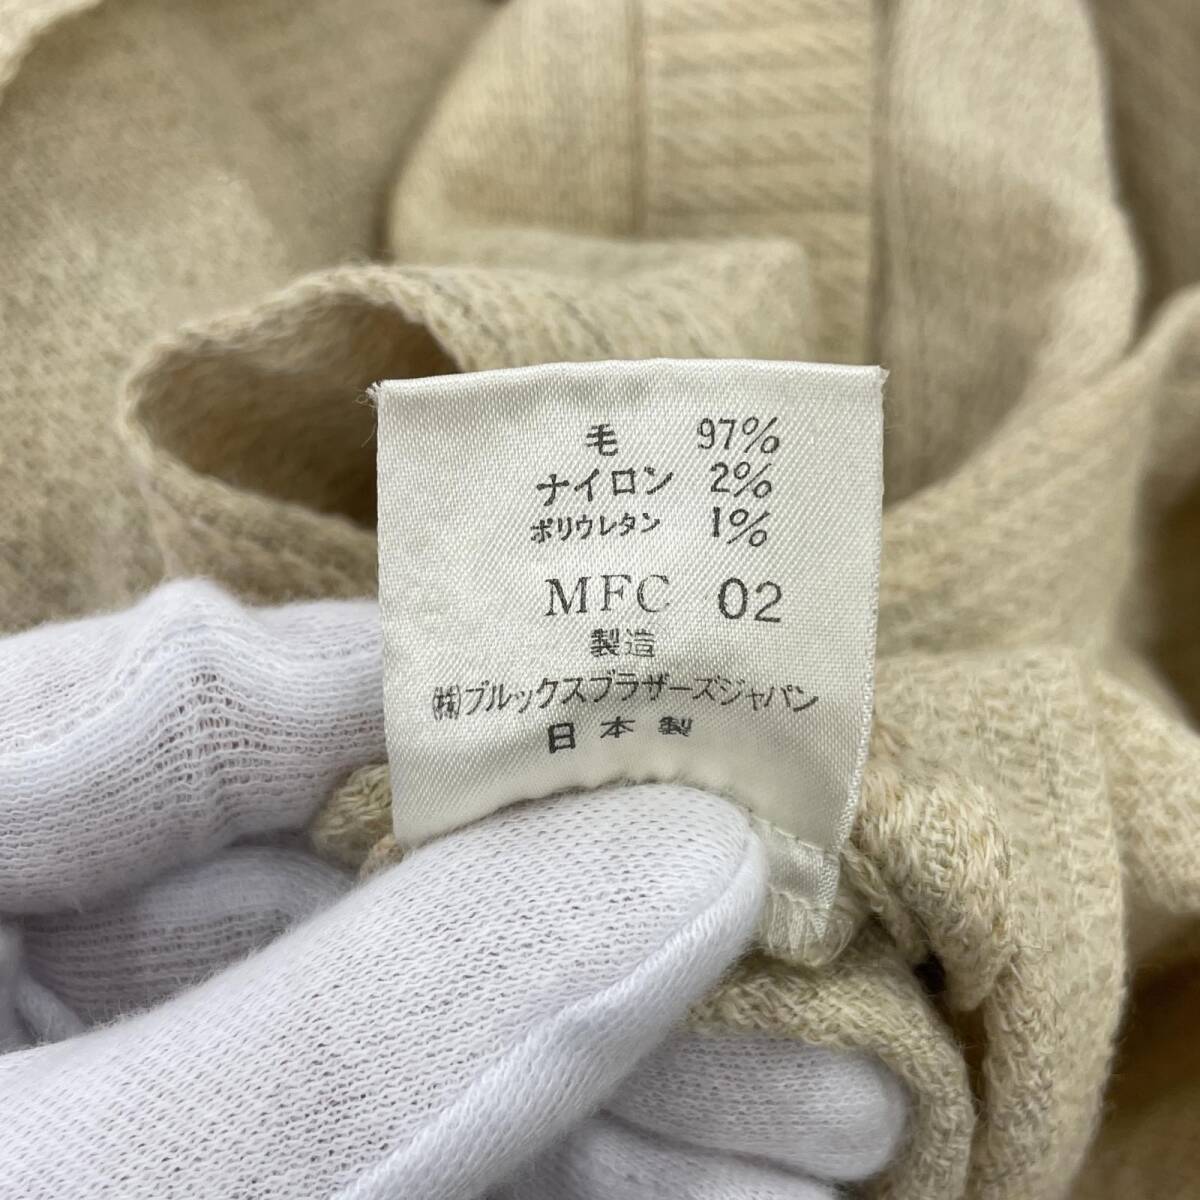 毛 97%
ナイロン 2%
ポリウレタン 1%
MFC 02
製造
(株)ブルックスブラザーズジャパン
日本製